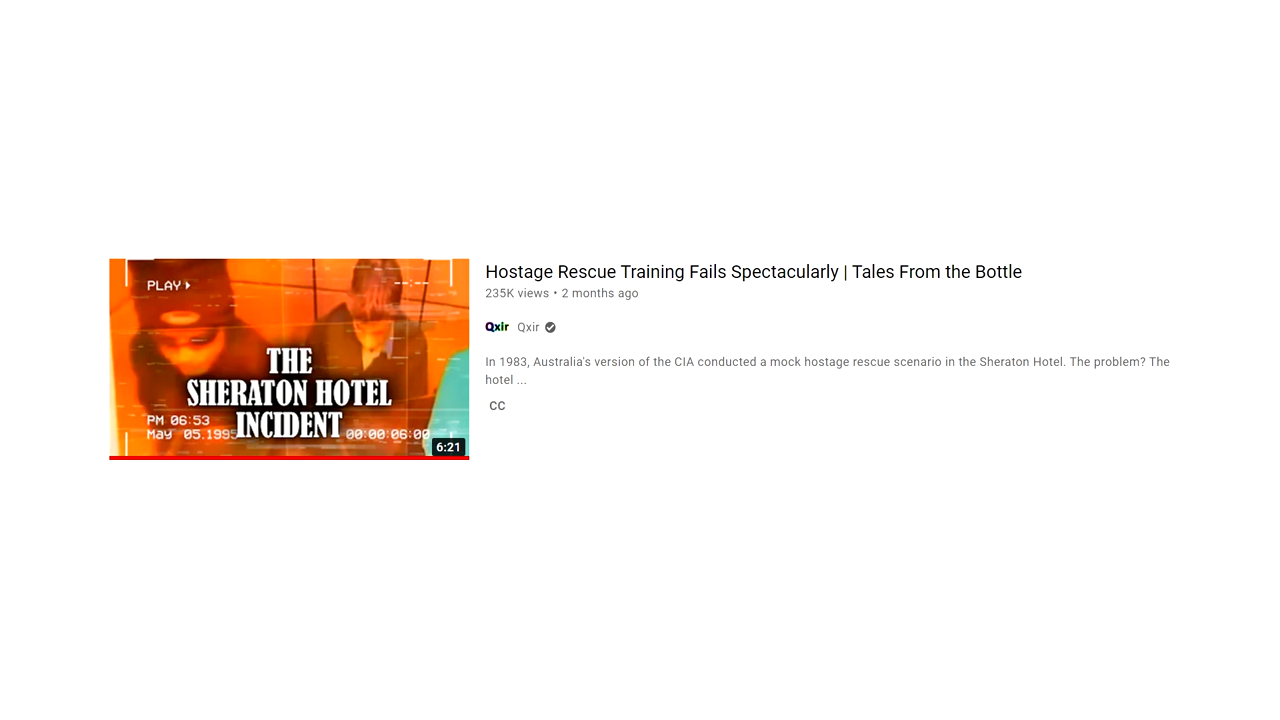 PLAY
--:--
THE
SHERATON HOTEL
INCIDENT
PM 06:53
May 05.1995
00:00:06:00
6:21
Hostage Rescue Training Fails Spectacularly | Tales From the Bottle
235K views • 2 months ago
Qxir Qxir
In 1983, Australia's version of the CIA conducted a mock hostage rescue scenario in the Sheraton Hotel. The problem? The
hotel ...
CC